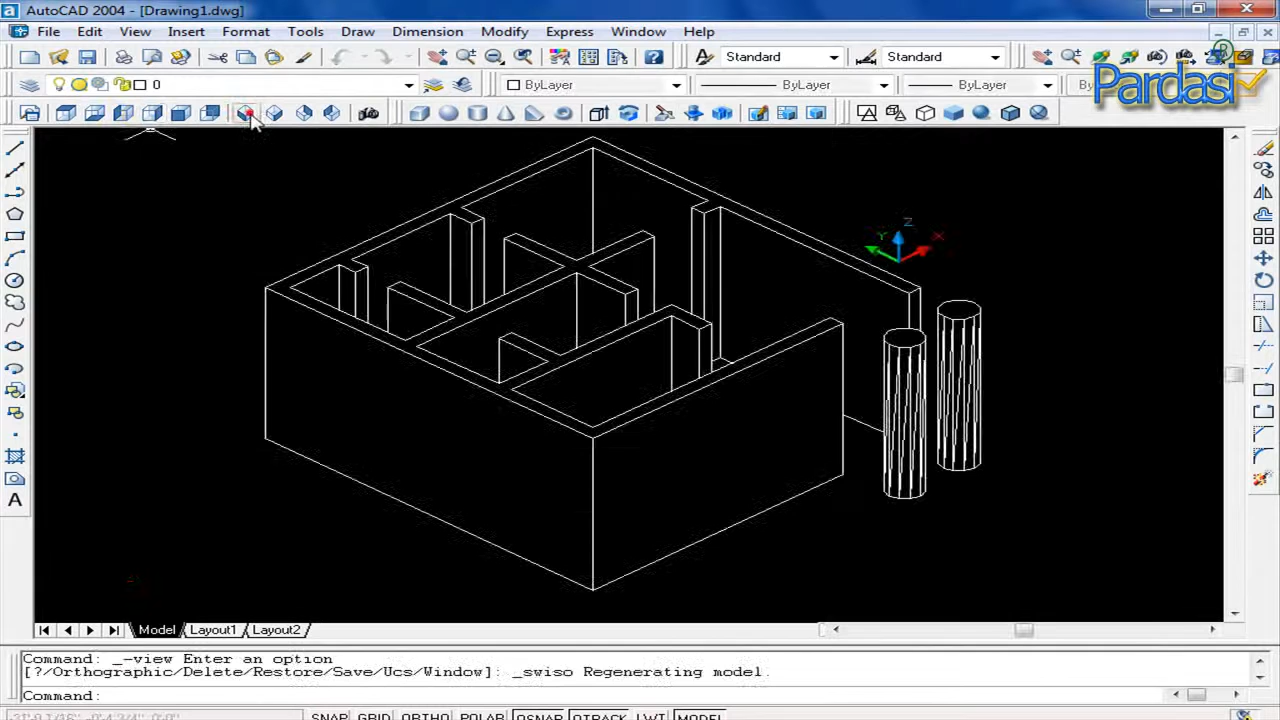 AutoCAD 2004 - [Drawing1.dwg]
File Edit View Insert Format Tools Draw Dimension Modify Express Window Help
Standard Standard
0 ByLayer ByLayer ByLayer By
R
Pardasi
Z
Y X
A
Model Layout1 Layout2
Command: _-view Enter an option
[?/Orthographic/Delete/Restore/Save/Ucs/Window]: _swiso Regenerating model.
Command:
SNAP GRID ORTHO POLAR OSNAP OTRACK LWT MODEL